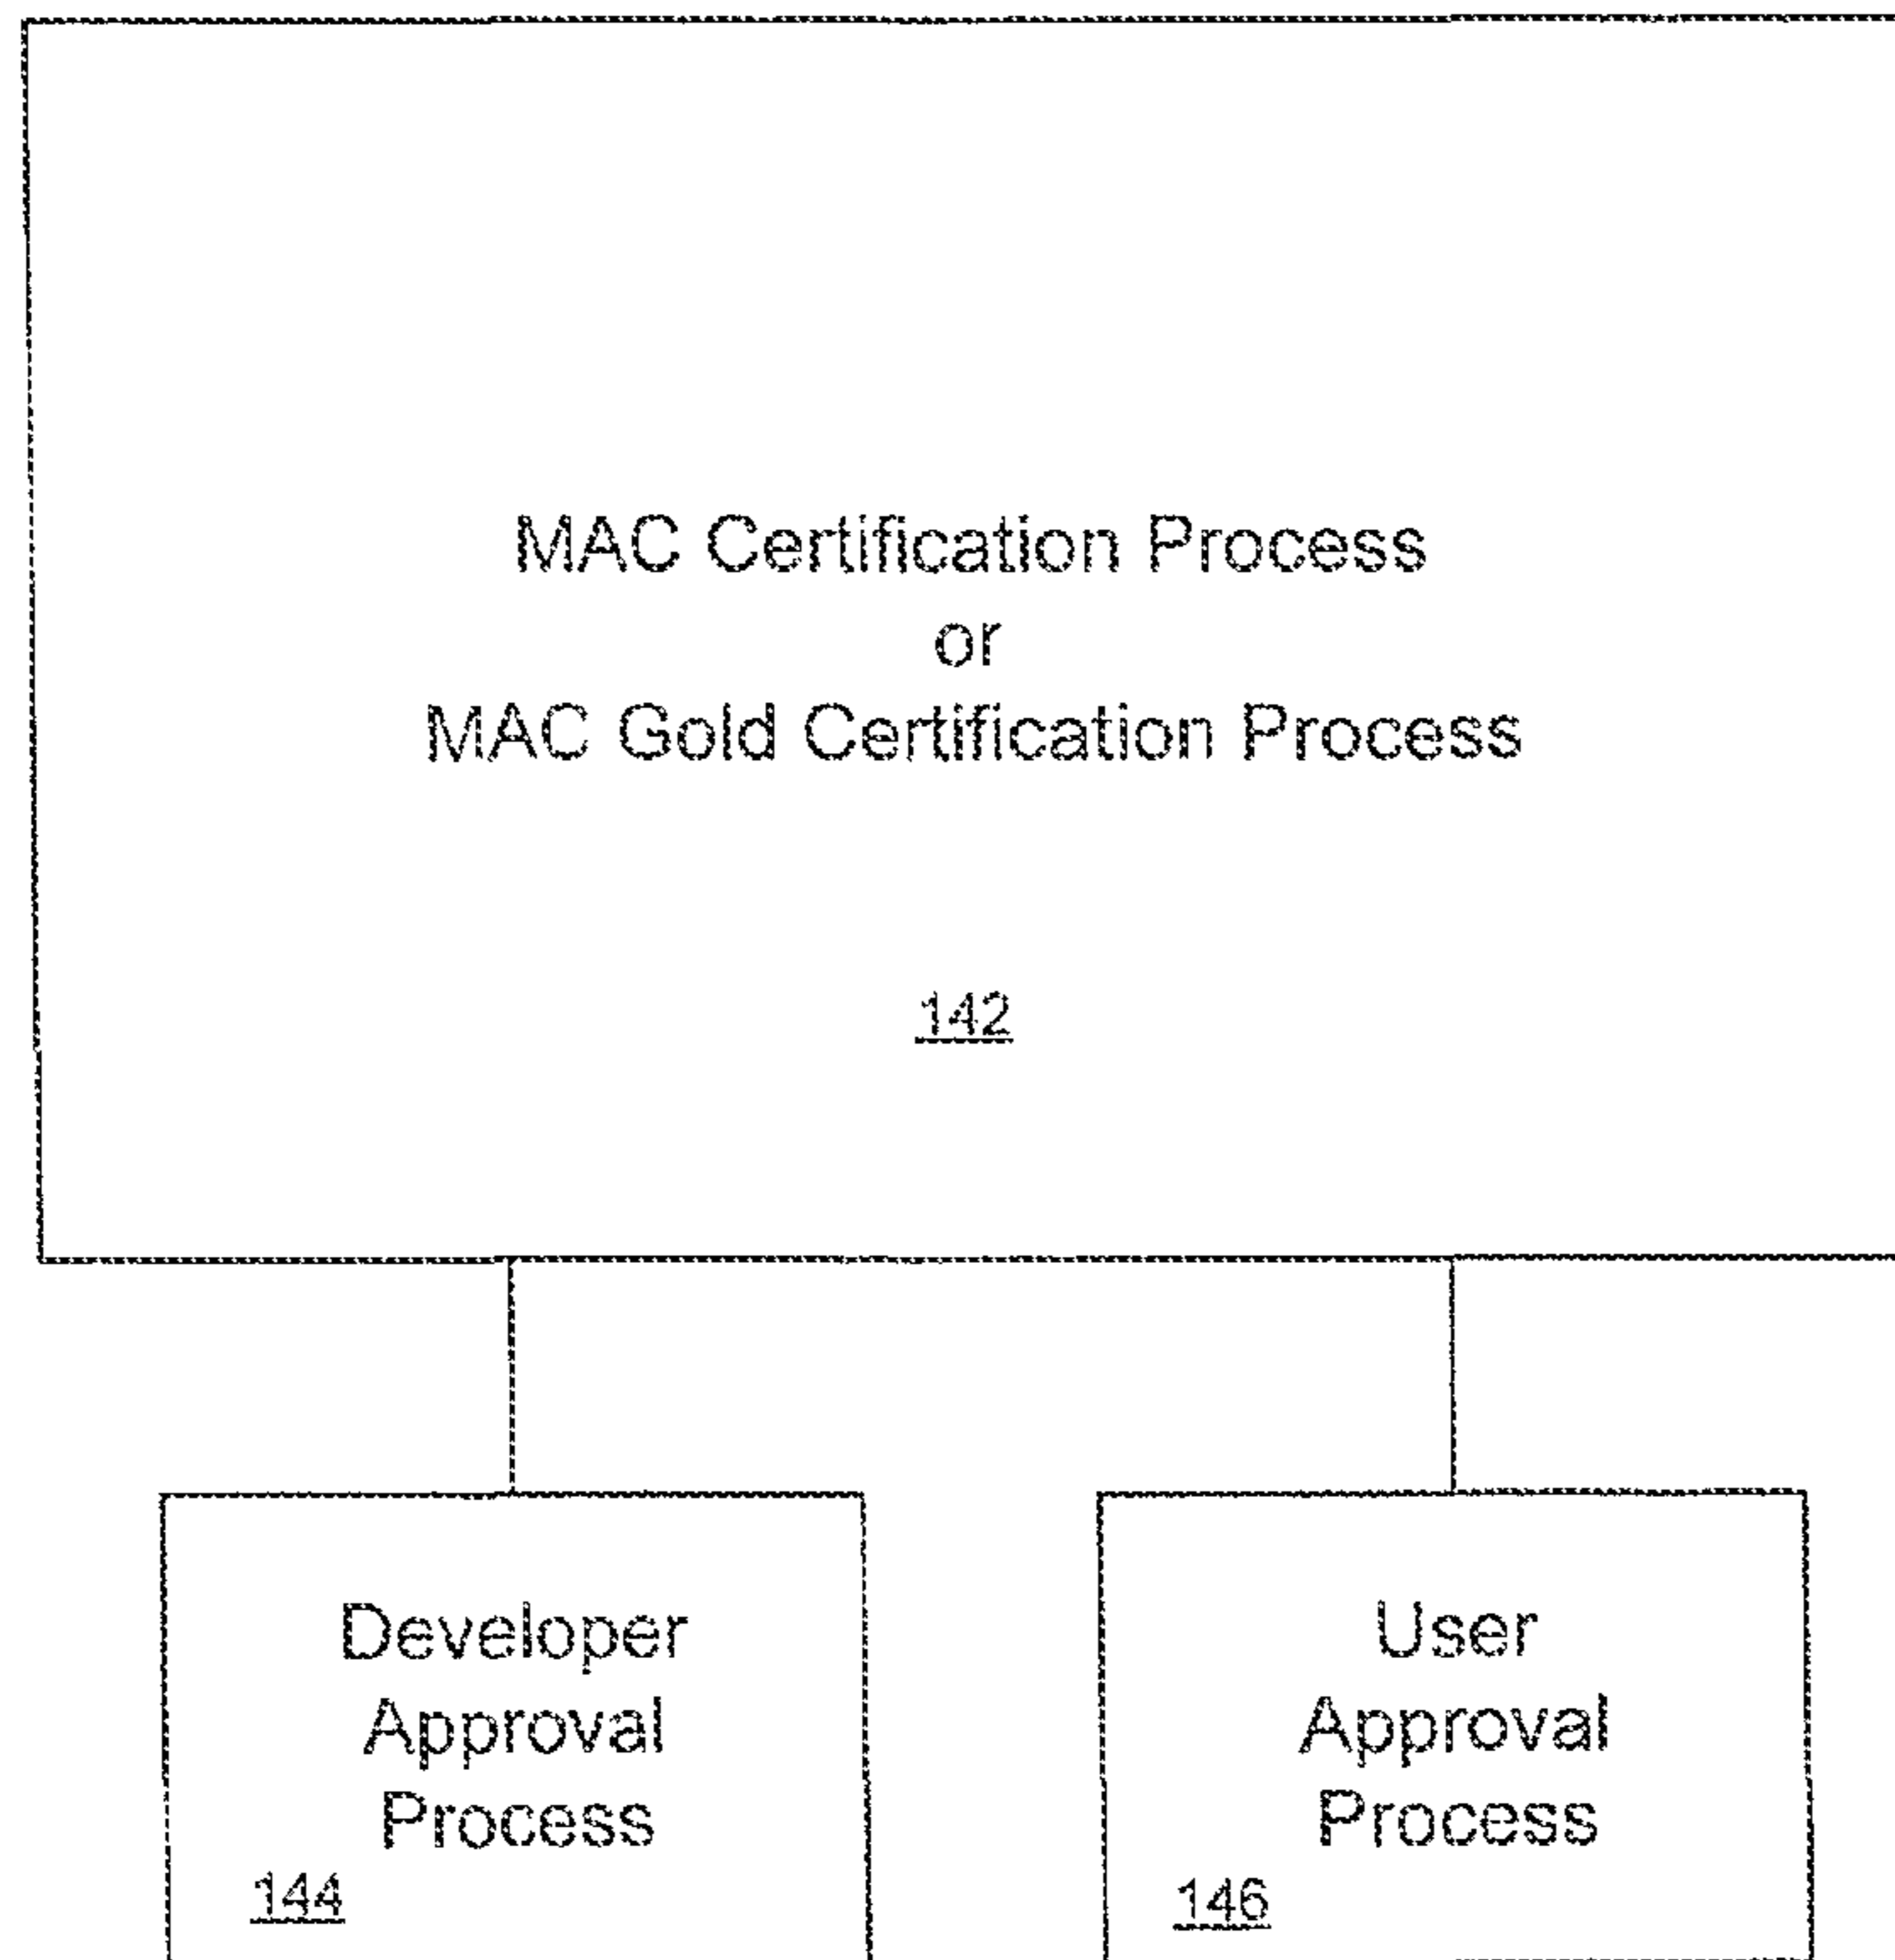 MAC Certification Process
or
MAC Gold Certification Process
142
Developer
Approval
Process
144
User
Approval
Process
146